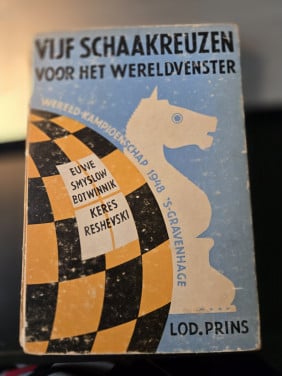 VIJF SCHAAKREUZEN
VOOR HET WERELDVENSTER
WERELD-KAMPIOENSCHAP 1948 'S-GRAVENHAGE
EUWE
SMYSLOW
BOTWINNIK
KERES
RESHEVSKI
LOD. PRINS